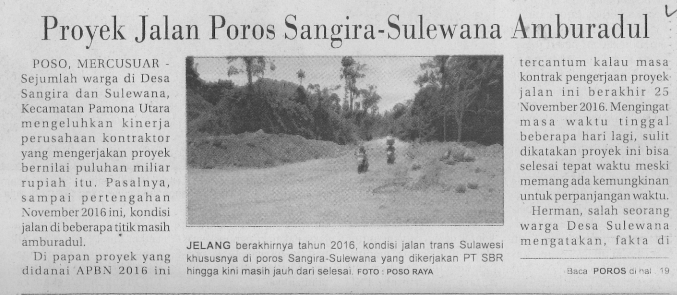 Proyek Jalan Poros Sangira-Sulewana Amburadul
POSO, MERCUSUAR -
Sejumlah warga di Desa
Sangira dan Sulewana,
Kecamatan Pamona Utara
mengeluhkan kinerja
perusahaan kontraktor
yang mengerjakan proyek
bernilai puluhan miliar
rupiah itu. Pasalnya,
sampai pertengahan
November 2016 ini, kondisi
jalan di beberapa titik masih
amburadul.
Di papan proyek yang
didanai APBN 2016 ini
JELANG berakhirnya tahun 2016, kondisi jalan trans Sulawesi
khususnya di poros Sangira-Sulewana yang dikerjakan PT SBR
hingga kini masih jauh dari selesai. FOTO : POSO RAYA
tercantum kalau masa
kontrak pengerjaan proyek
jalan ini berakhir 25
November 2016. Mengingat
masa waktu tinggal
beberapa hari lagi, sulit
dikatakan proyek ini bisa
selesai tepat waktu meski
memang ada kemungkinan
untuk perpanjangan waktu.
Herman, salah seorang
warga Desa Sulewana
mengatakan, fakta di
Baca POROS di hal. 19